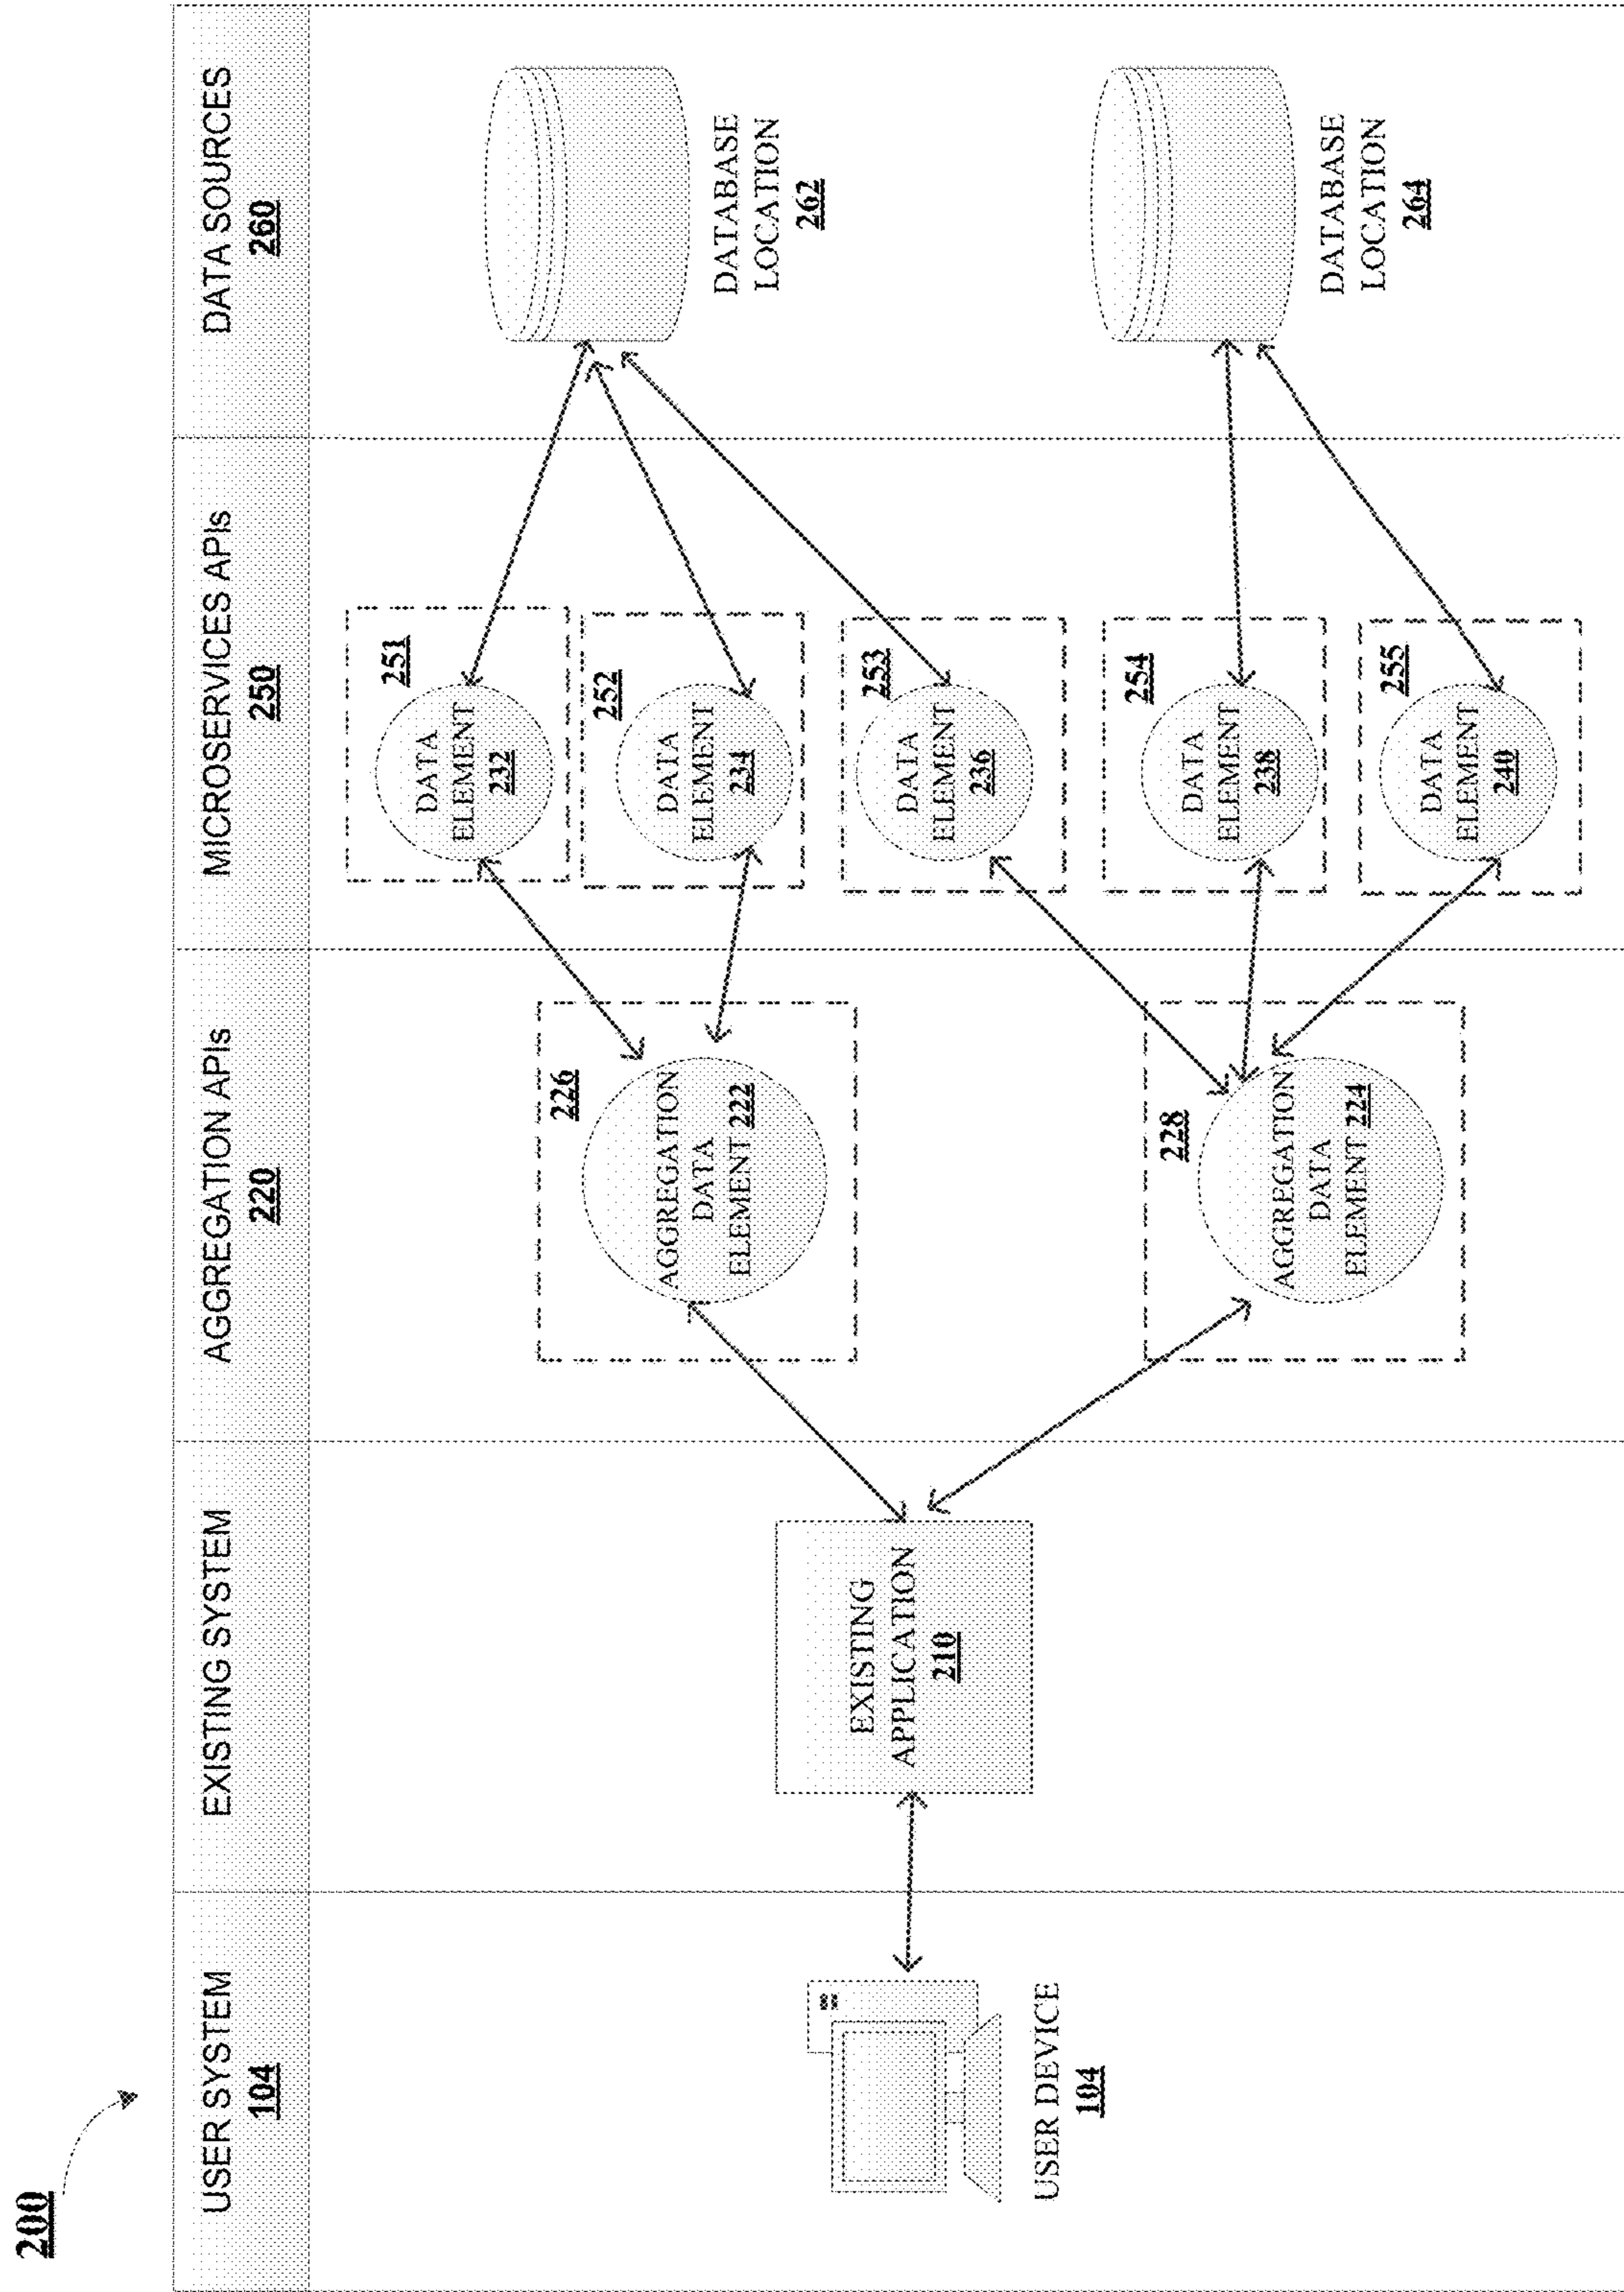 200
USER SYSTEM
104
EXISTING SYSTEM
AGGREGATION APIs
220
MICROSERVICES APIs
250
DATA SOURCES
260
USER DEVICE
104
EXISTING
APPLICATION
210
226
AGGREGATION
DATA
ELEMENT 222
228
AGGREGATION
DATA
ELEMENT 224
251
DATA
ELEMENT
232
252
DATA
ELEMENT
234
253
DATA
ELEMENT
236
254
DATA
ELEMENT
238
255
DATA
ELEMENT
240
DATABASE
LOCATION
262
DATABASE
LOCATION
264